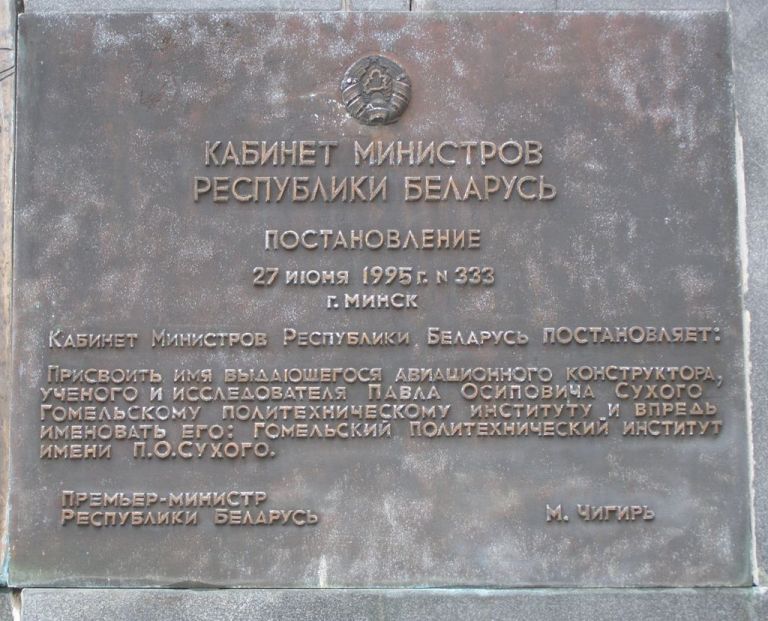 КАБИНЕТ МИНИСТРОВ
РЕСПУБЛИКИ БЕЛАРУСЬ
ПОСТАНОВЛЕНИЕ
27 ИЮНЯ 1995 Г. N 333
Г. МИНСК
КАБИНЕТ МИНИСТРОВ РЕСПУБЛИКИ БЕЛАРУСЬ ПОСТАНОВЛЯЕТ:
ПРИСВОИТЬ ИМЯ ВЫДАЮЩЕГОСЯ АВИАЦИОННОГО КОНСТРУКТОРА,
УЧЕНОГО И ИССЛЕДОВАТЕЛЯ ПАВЛА ОСИПОВИЧА СУХОГО
ГОМЕЛЬСКОМУ ПОЛИТЕХНИЧЕСКОМУ ИНСТИТУТУ И ВПРЕДЬ
ИМЕНОВАТЬ ЕГО: ГОМЕЛЬСКИЙ ПОЛИТЕХНИЧЕСКИЙ ИНСТИТУТ
ИМЕНИ П.О.СУХОГО.
ПРЕМЬЕР-МИНИСТР
РЕСПУБЛИКИ БЕЛАРУСЬ М. ЧИГИРЬ